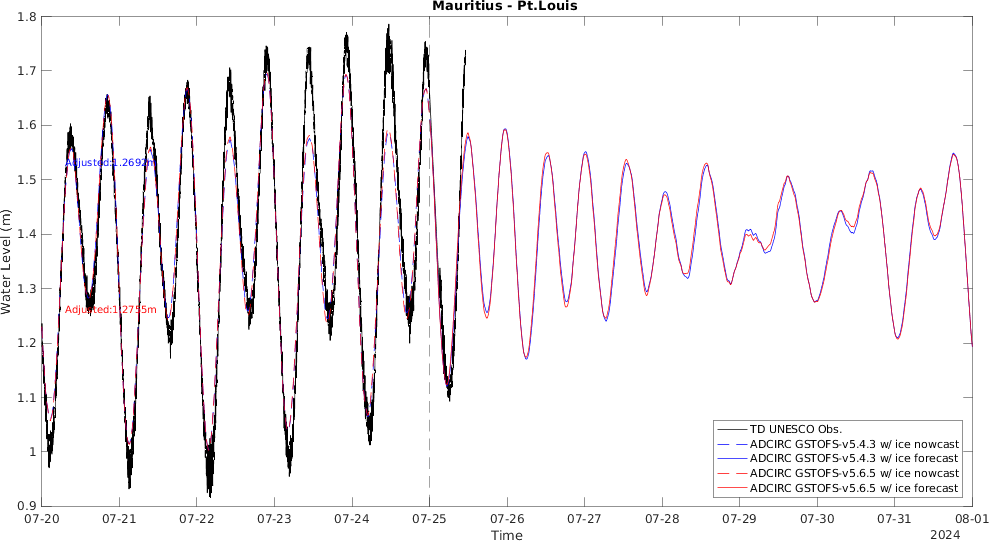 Mauritius - Pt.Louis
1.8
1.7
1.6
1.5
1.4
1.3
1.2
1.1
1
0.9
Water Level (m)
Adjusted:1.2692m
Adjusted:1.2755m
TD UNESCO Obs.
ADCIRC GSTOFS-v5.4.3 w/ ice nowcast
ADCIRC GSTOFS-v5.4.3 w/ ice forecast
ADCIRC GSTOFS-v5.6.5 w/ ice nowcast
ADCIRC GSTOFS-v5.6.5 w/ ice forecast
07-20 07-21 07-22 07-23 07-24 07-25 07-26 07-27 07-28 07-29 07-30 07-31 08-01
Time
2024